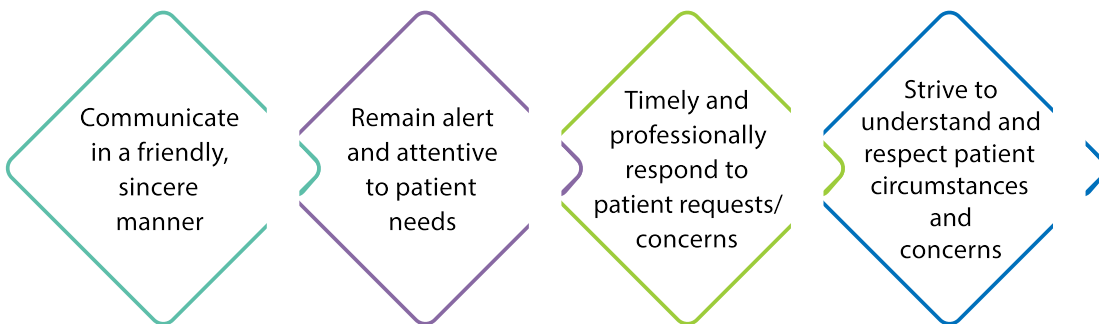 Communicate
in a friendly,
sincere
manner
Remain alert
and attentive
to patient
needs
Timely and
professionally
respond to
patient requests/
concerns
Strive to
understand and
respect patient
circumstances
and
concerns